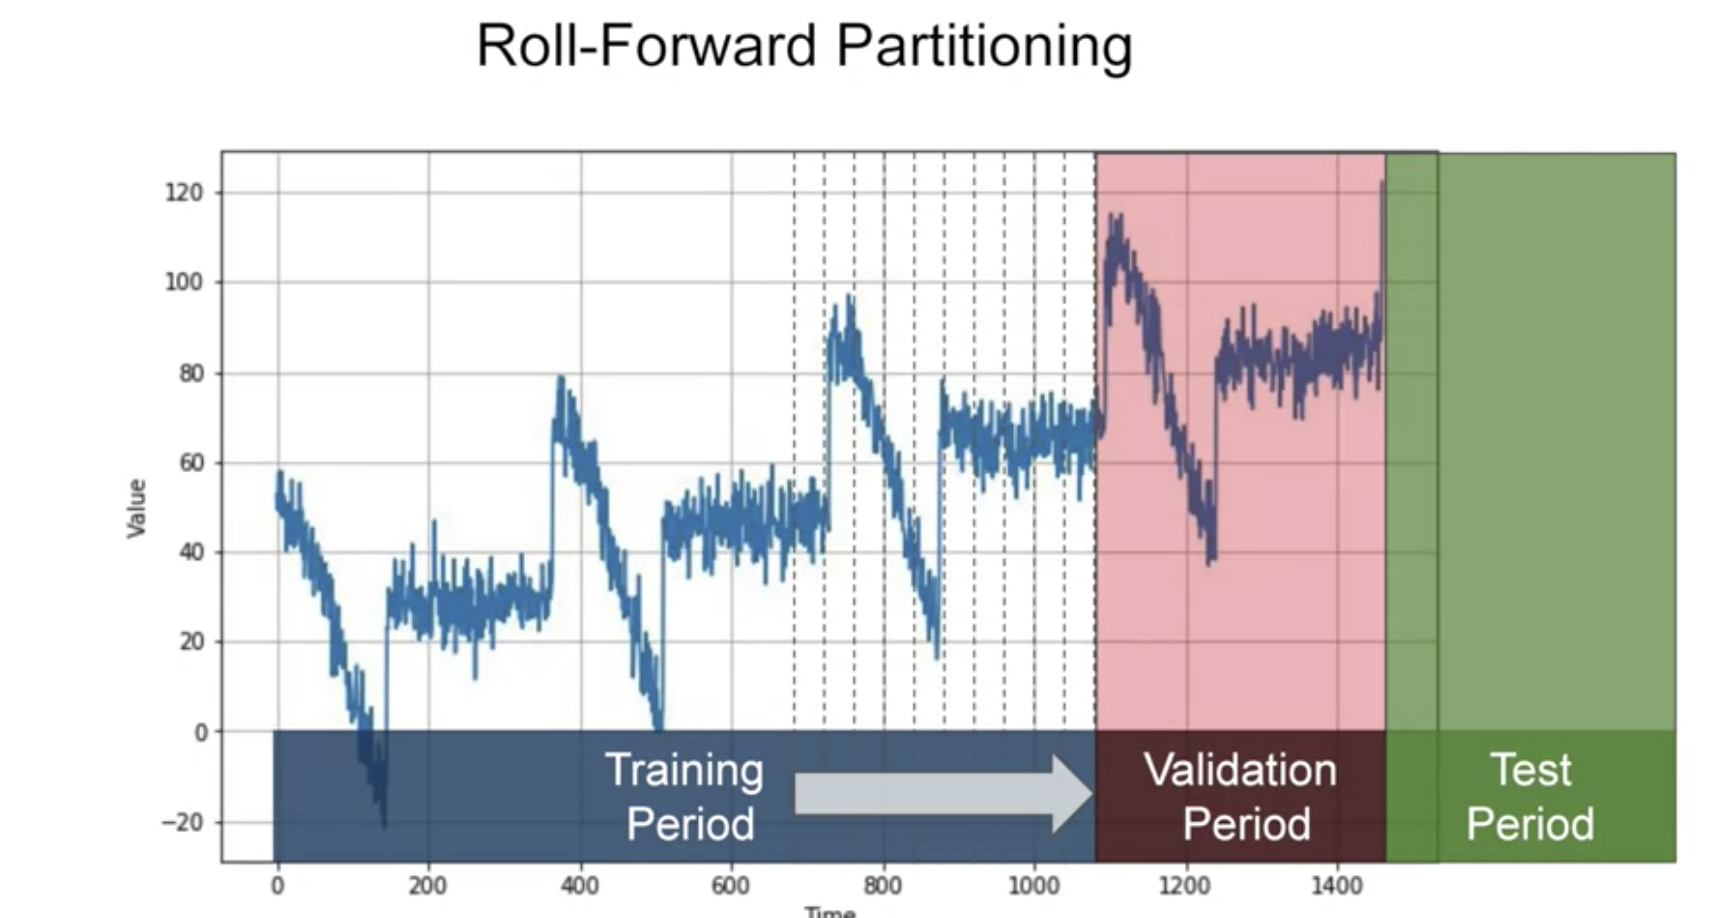 Roll-Forward Partitioning
120
100
80
60
40
20
0
−20
Value
Training
Period
Validation
Period
Test
Period
0 200 400 600 800 1000 1200 1400
Time